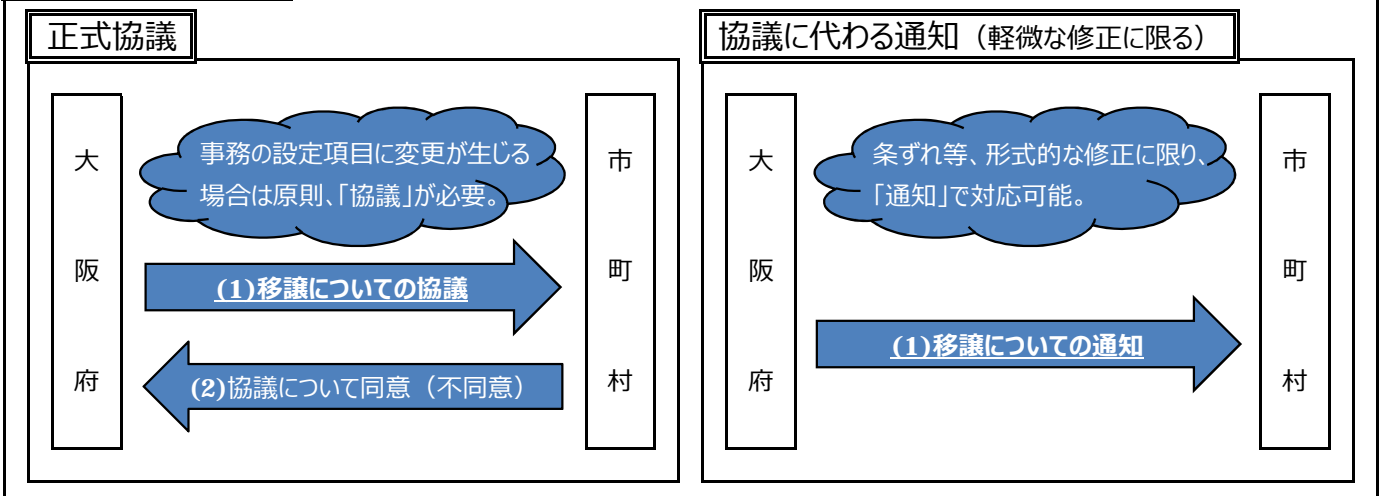 正式協議
大阪府
事務の設定項目に変更が生じる
場合は原則、「協議」が必要。
(1)移譲についての協議
(2)協議について同意（不同意）
市町村
協議に代わる通知（軽微な修正に限る）
大阪府
条ずれ等、形式的な修正に限り、
「通知」で対応可能。
(1)移譲についての通知
市町村